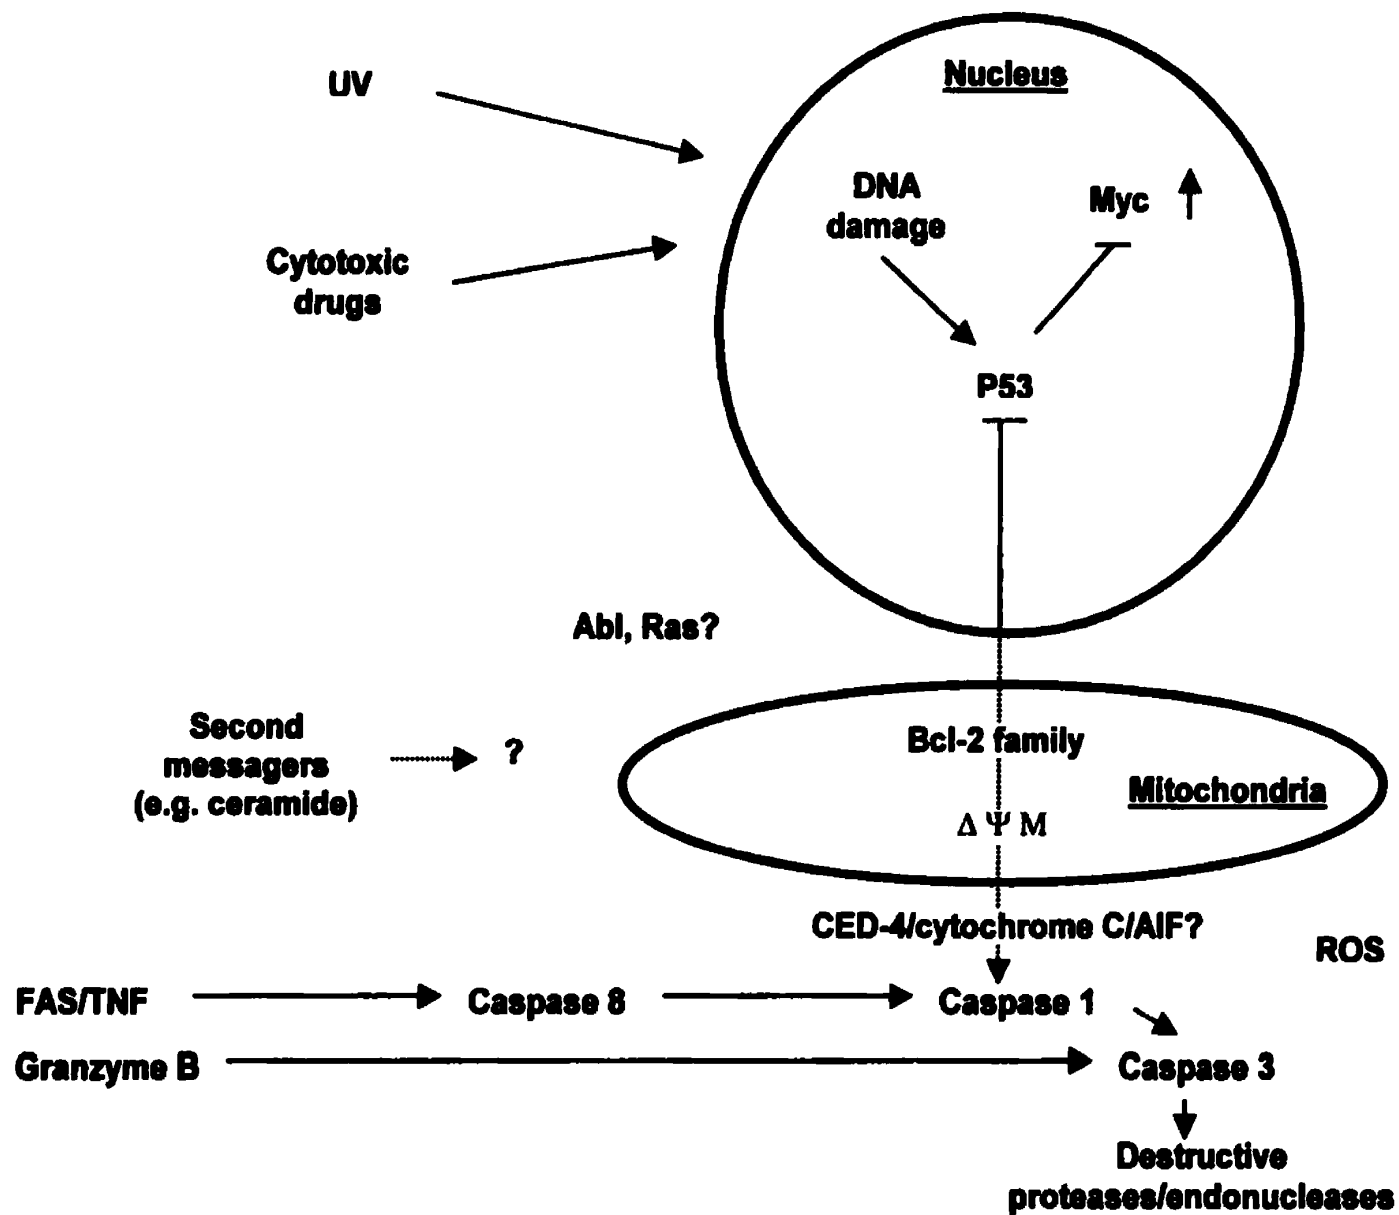 Nucleus
UV
DNA
damage
Myc
Cytotoxic
drugs
P53
Abl, Ras?
Second
messagers
(e.g. ceramide)
?
Bcl-2 family
Mitochondria
Δ Ψ M
CED-4/cytochrome C/AIF?
ROS
FAS/TNF
Caspase 8
Caspase 1
Granzyme B
Caspase 3
Destructive
proteases/endonucleases